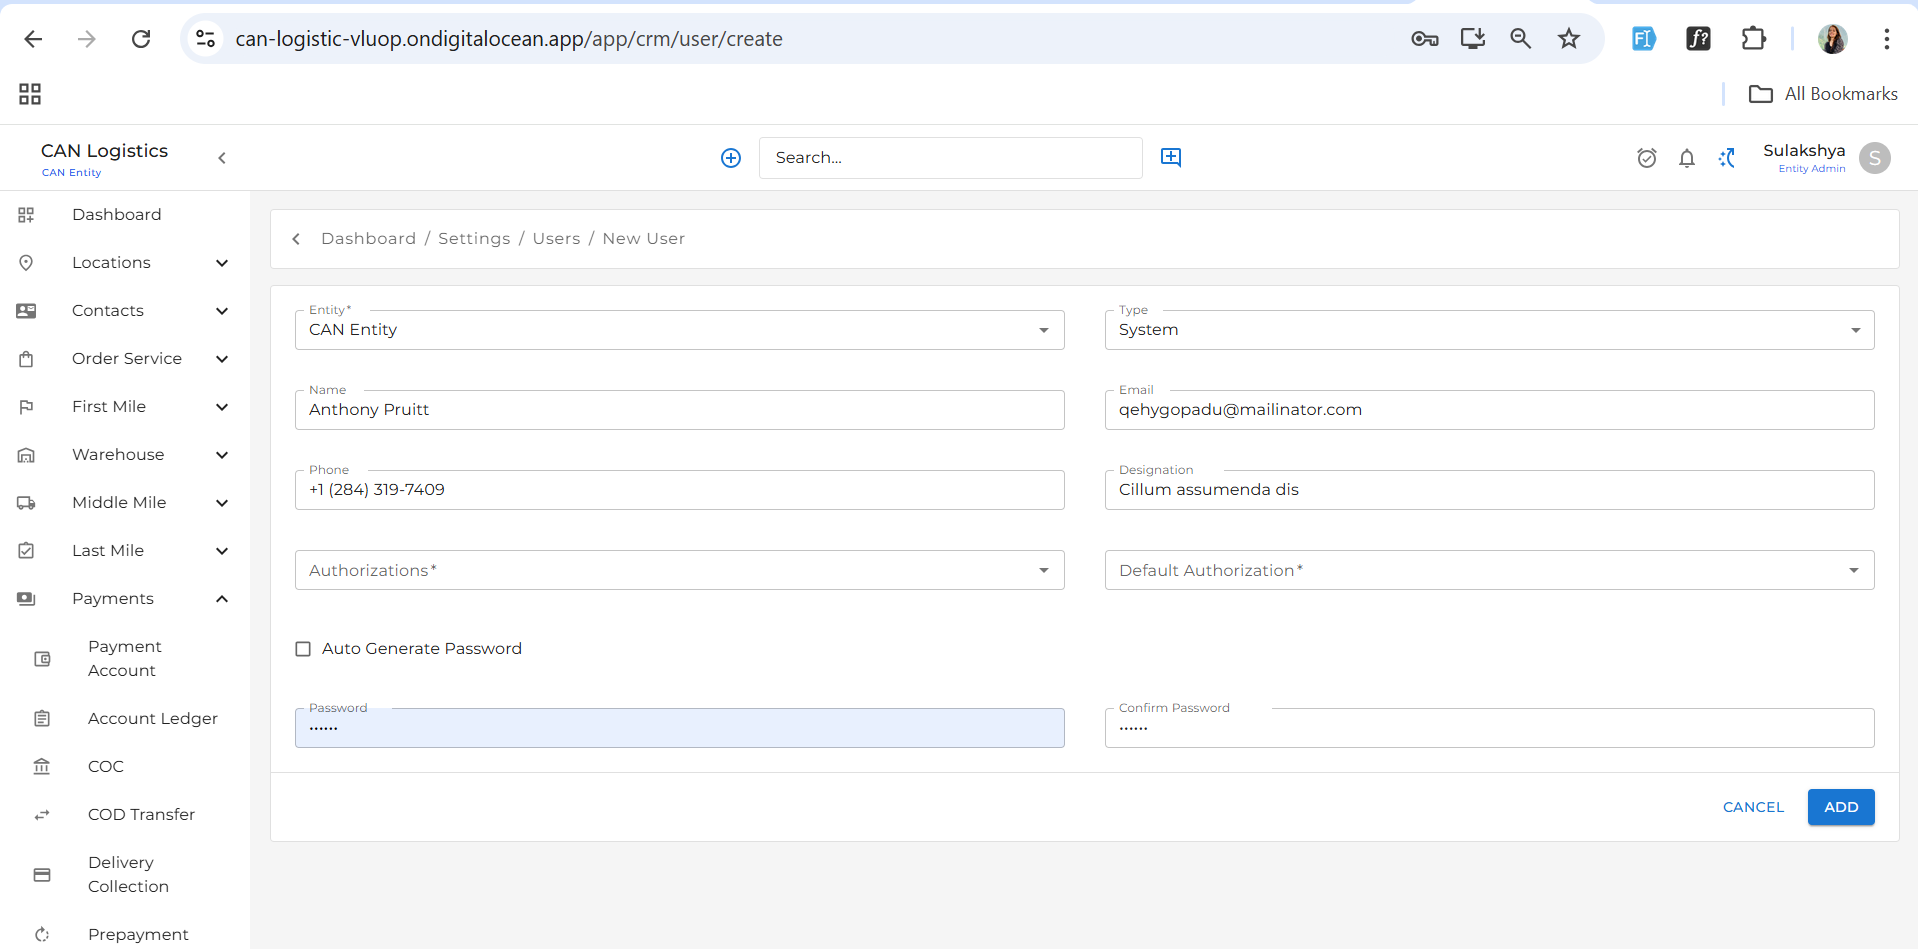 can-logistic-vluop.ondigitalocean.app/app/crm/user/create
All Bookmarks
CAN Logistics
CAN Entity
Search...
Sulakshya
Entity Admin
S
Dashboard
Locations
Contacts
Order Service
First Mile
Warehouse
Middle Mile
Last Mile
Payments
Payment
Account
Account Ledger
COC
COD Transfer
Delivery
Collection
Prepayment
Dashboard / Settings / Users / New User
Entity*
CAN Entity
Type
System
Name
Anthony Pruitt
Email
qehygopadu@mailinator.com
Phone
+1 (284) 319-7409
Designation
Cillum assumenda dis
Authorizations*
Default Authorization*
Auto Generate Password
Password
••••••
Confirm Password
••••••
CANCEL
ADD